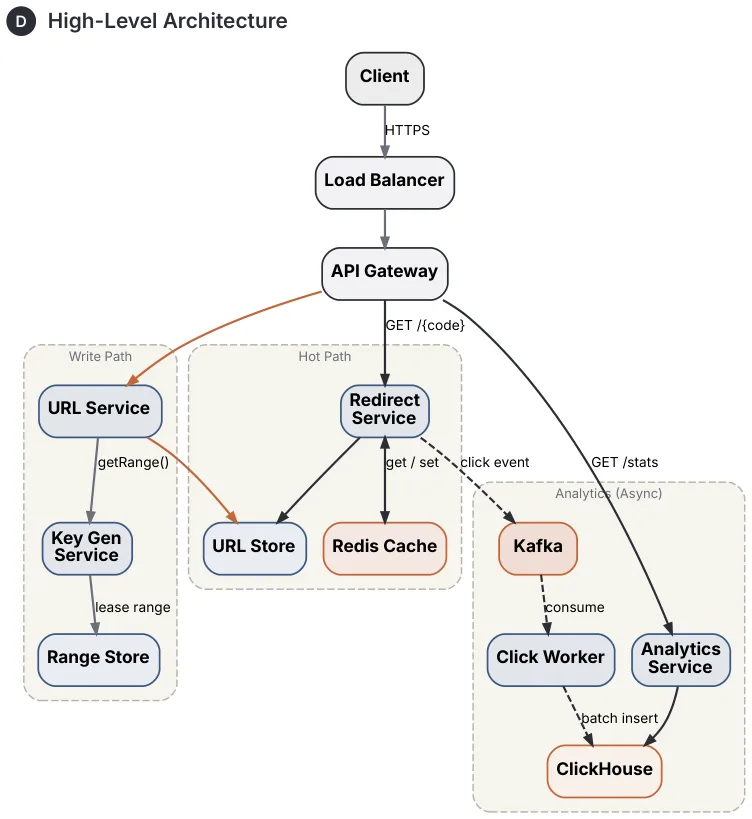 D High-Level Architecture
Client
HTTPS
Load Balancer
API Gateway
GET /{code}
Write Path
Hot Path
URL Service
Redirect
Service
getRange()
get / set
click event
GET /stats
Analytics (Async)
Key Gen
Service
URL Store
Redis Cache
Kafka
lease range
consume
Range Store
Click Worker
Analytics
Service
batch insert
ClickHouse